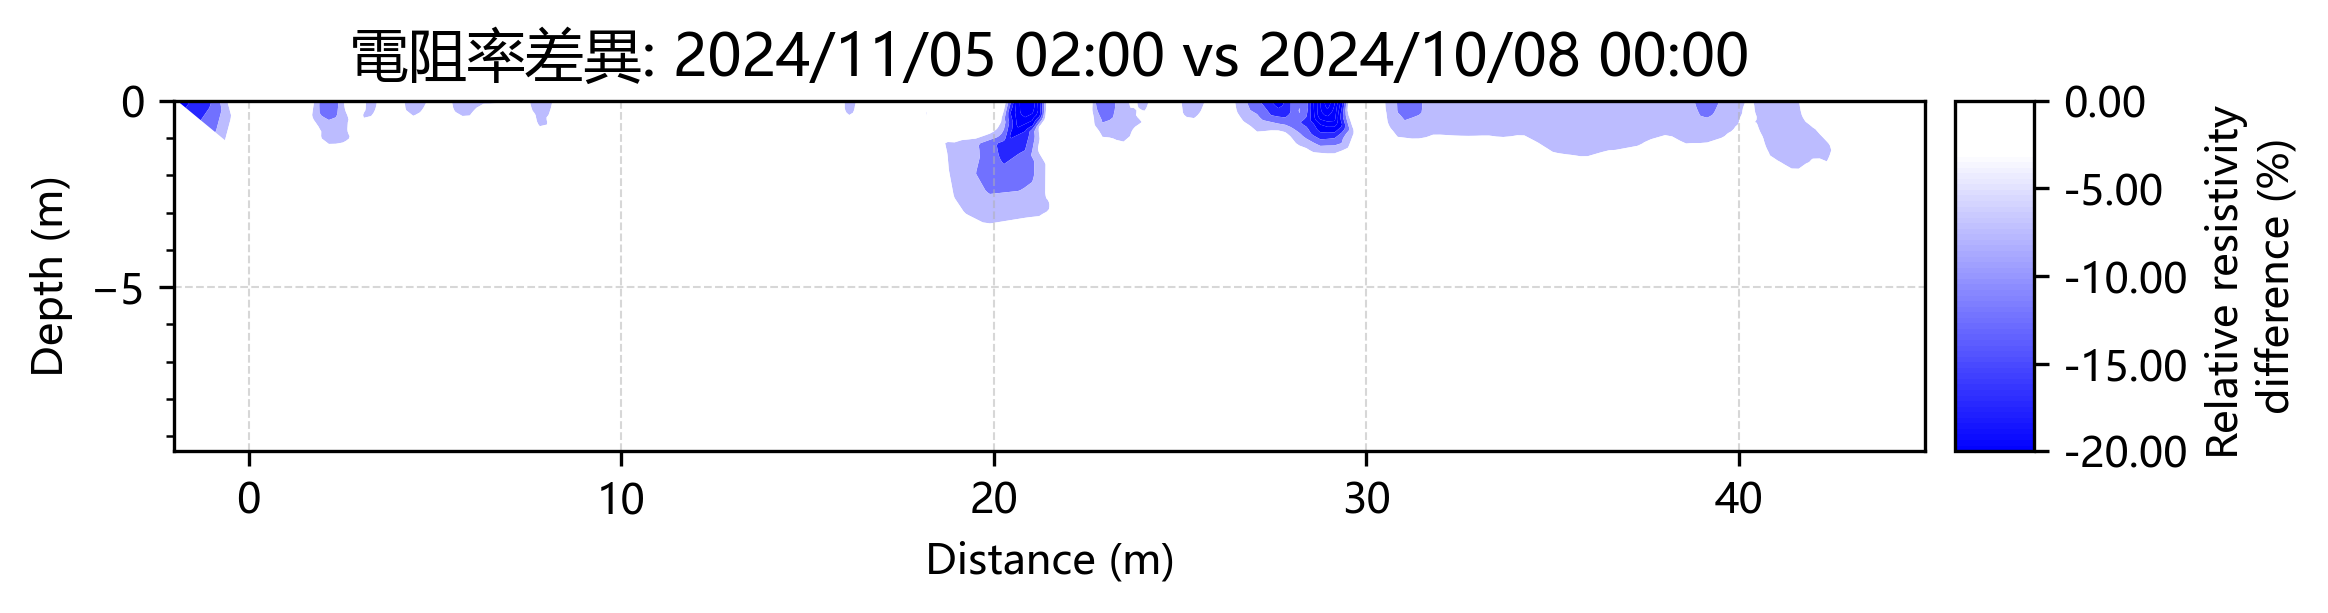 電阻率差異: 2024/11/05 02:00 vs 2024/10/08 00:00
0
−5
Depth (m)
0 10 20 30 40
Distance (m)
0.00
-5.00
-10.00
-15.00
-20.00
Relative resistivity
difference (%)